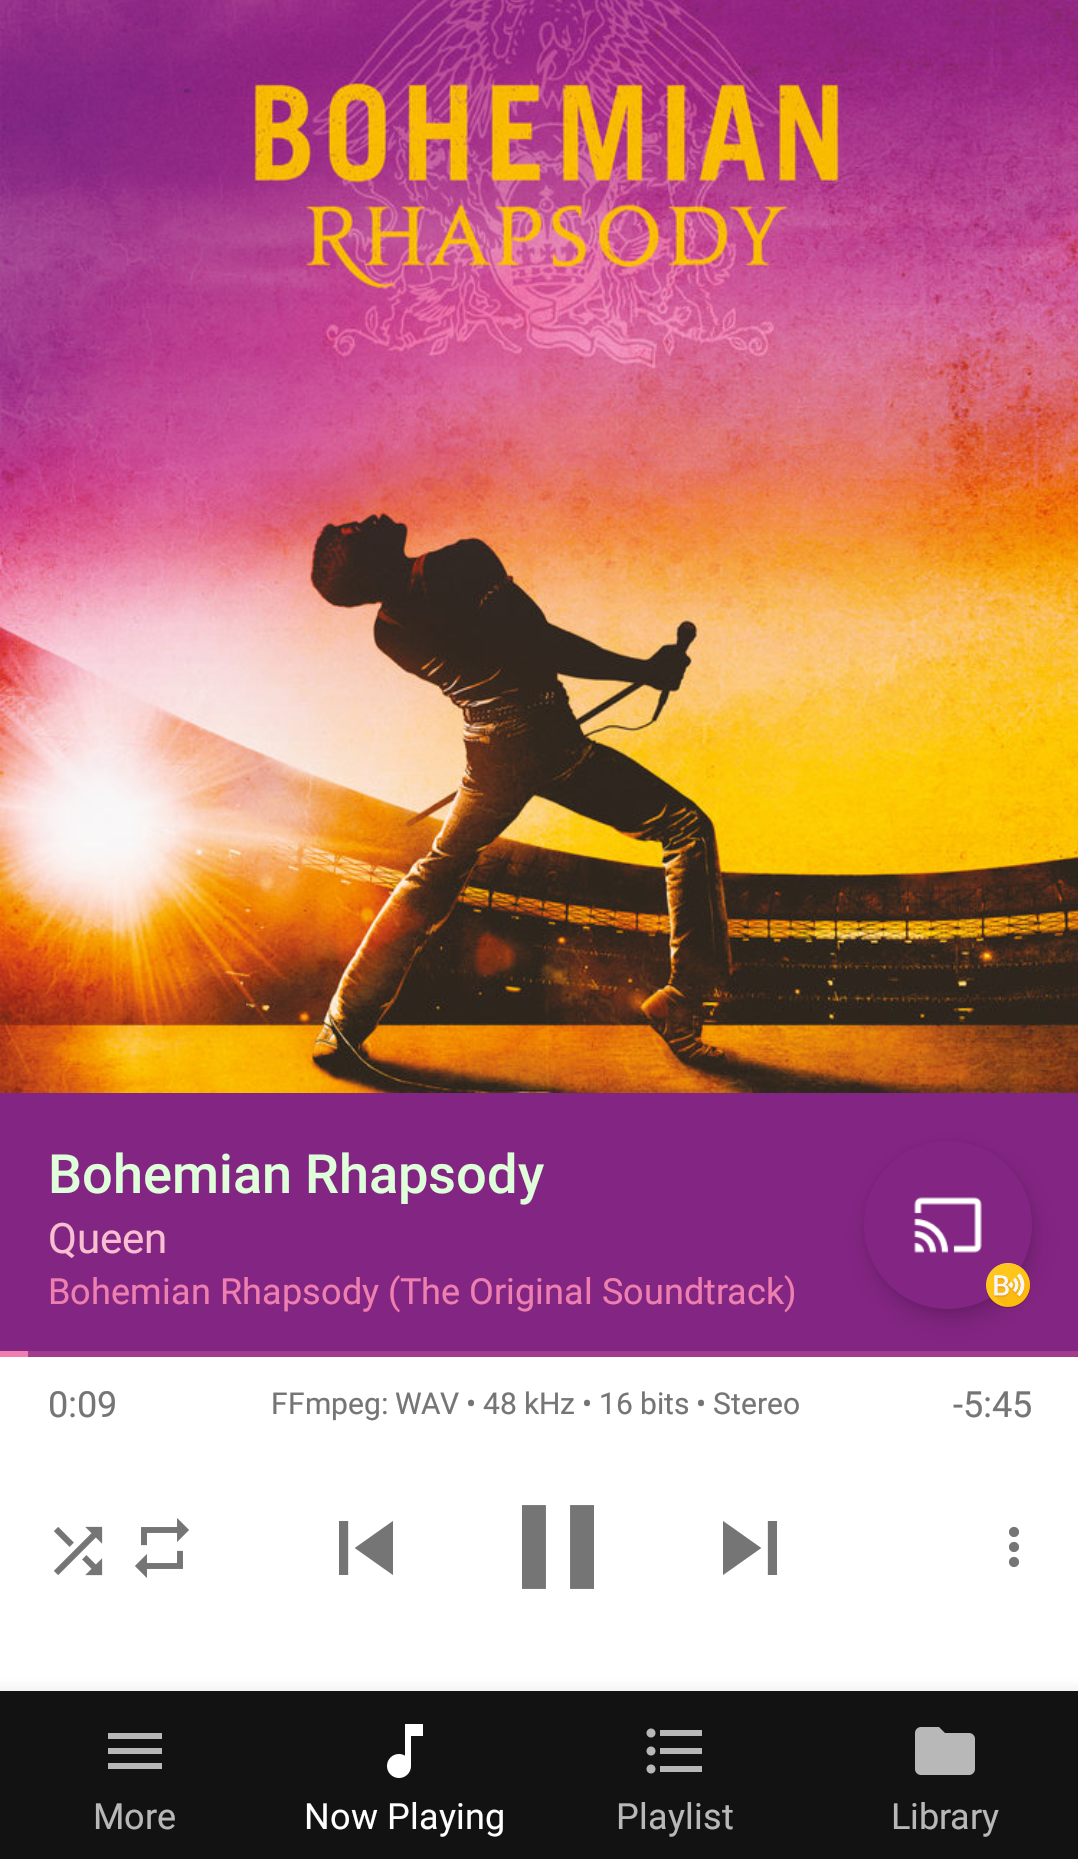 BOHEMIAN
RHAPSODY
Bohemian Rhapsody
Queen
Bohemian Rhapsody (The Original Soundtrack)
B
0:09 FFmpeg: WAV • 48 kHz • 16 bits • Stereo -5:45
More Now Playing Playlist Library